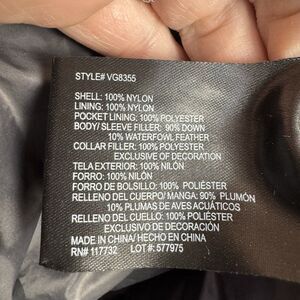 STYLE# VG8355
SHELL: 100% NYLON
LINING: 100% NYLON
POCKET LINING: 100% POLYESTER
BODY/ SLEEVE FILLER: 90% DOWN
10% WATERFOWL FEATHER
COLLAR FILLER: 100% POLYESTER
EXCLUSIVE OF DECORATION
TELA EXTERIOR: 100% NILÓN
FORRO: 100% NILÓN
FORRO DE BOLSILLO: 100% POLIÉSTER
RELLENO DEL CUERPO/ MANGA: 90% PLUMÓN
10% PLUMAS DE AVES ACUÁTICOS
RELLENO DEL CUELLO: 100% POLIÉSTER
EXCLUSIVO DE DECORACIÓN
MADE IN CHINA/ HECHO EN CHINA
RN# 117732 LOT #: 577975